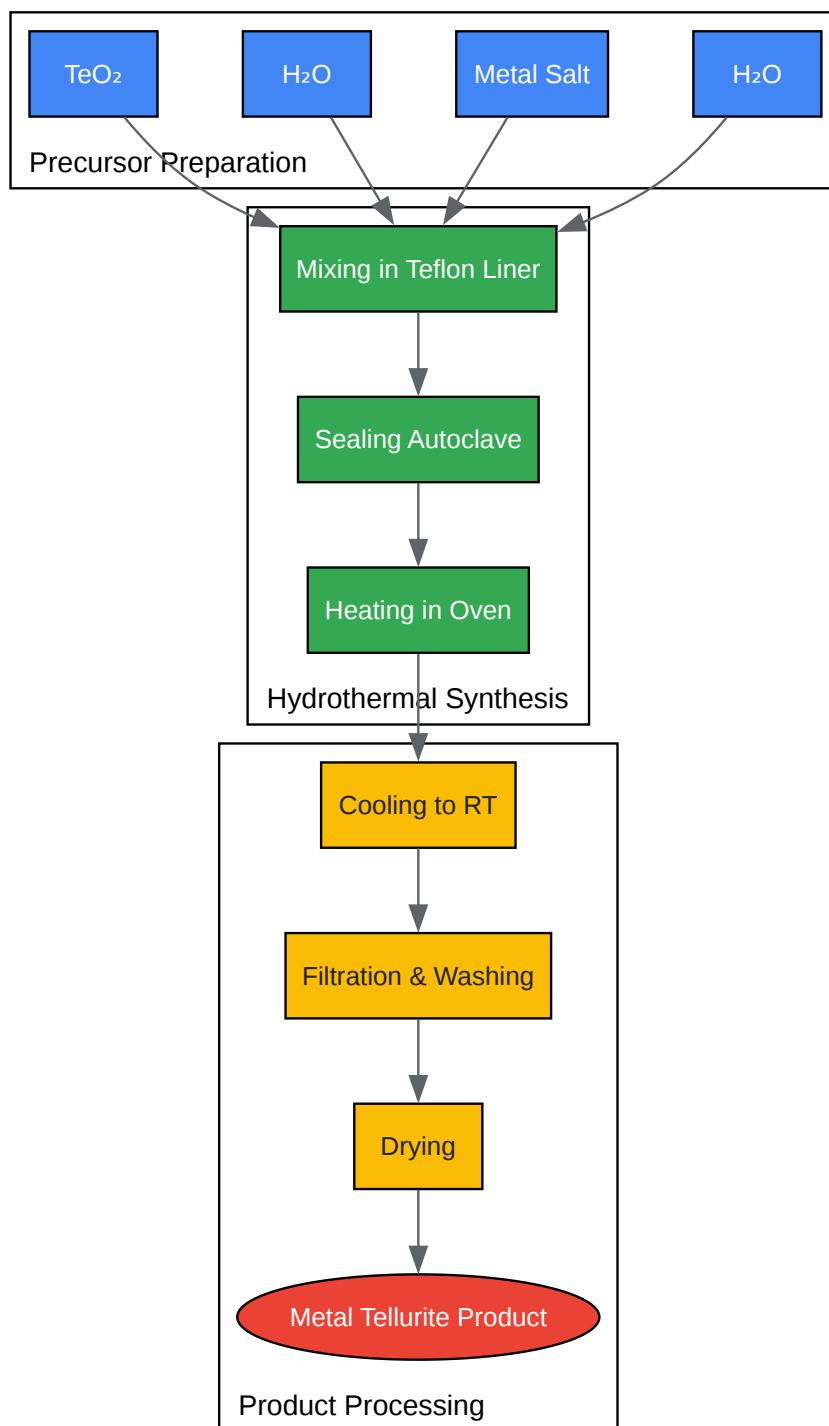 TeO₂
H₂O
Metal Salt
H₂O
Precursor Preparation
Mixing in Teflon Liner
Sealing Autoclave
Heating in Oven
Hydrothermal Synthesis
Cooling to RT
Filtration & Washing
Drying
Metal Tellurite Product
Product Processing